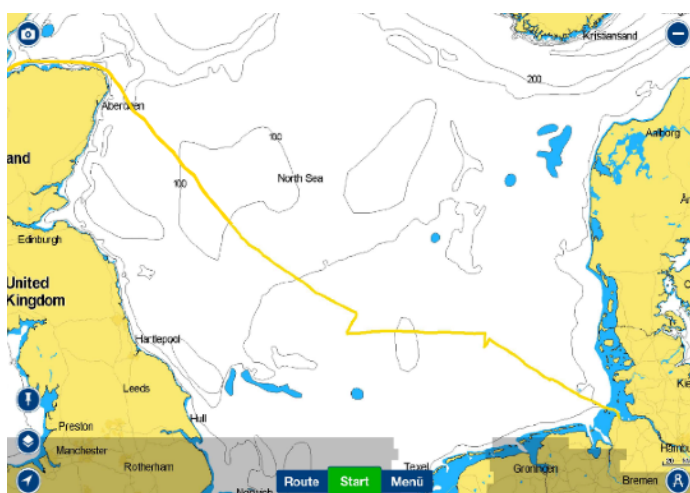 Kristiansand
200
Aberdeen
100
Aalborg
and
100
North Sea
Edinburgh
United
Kingdom
Hartlepool
Leeds
Hull
Preston
Manchester
Rotherham
Texel
Groningen
Bremen
Norwich
Route
Start
Menü